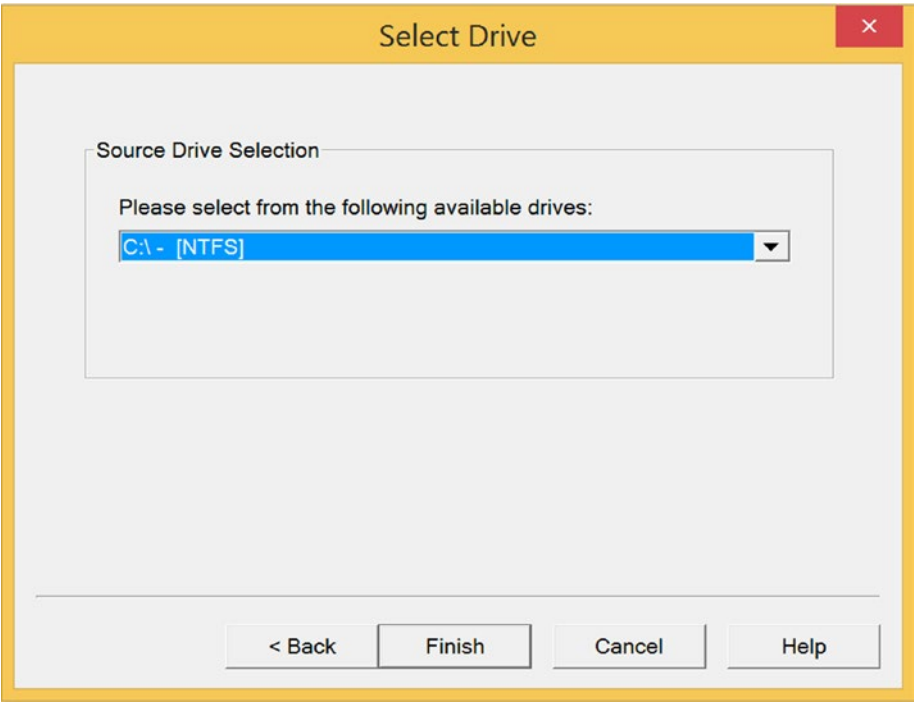 Select Drive
Source Drive Selection
Please select from the following available drives:
C:\ - [NTFS]
< Back
Finish
Cancel
Help